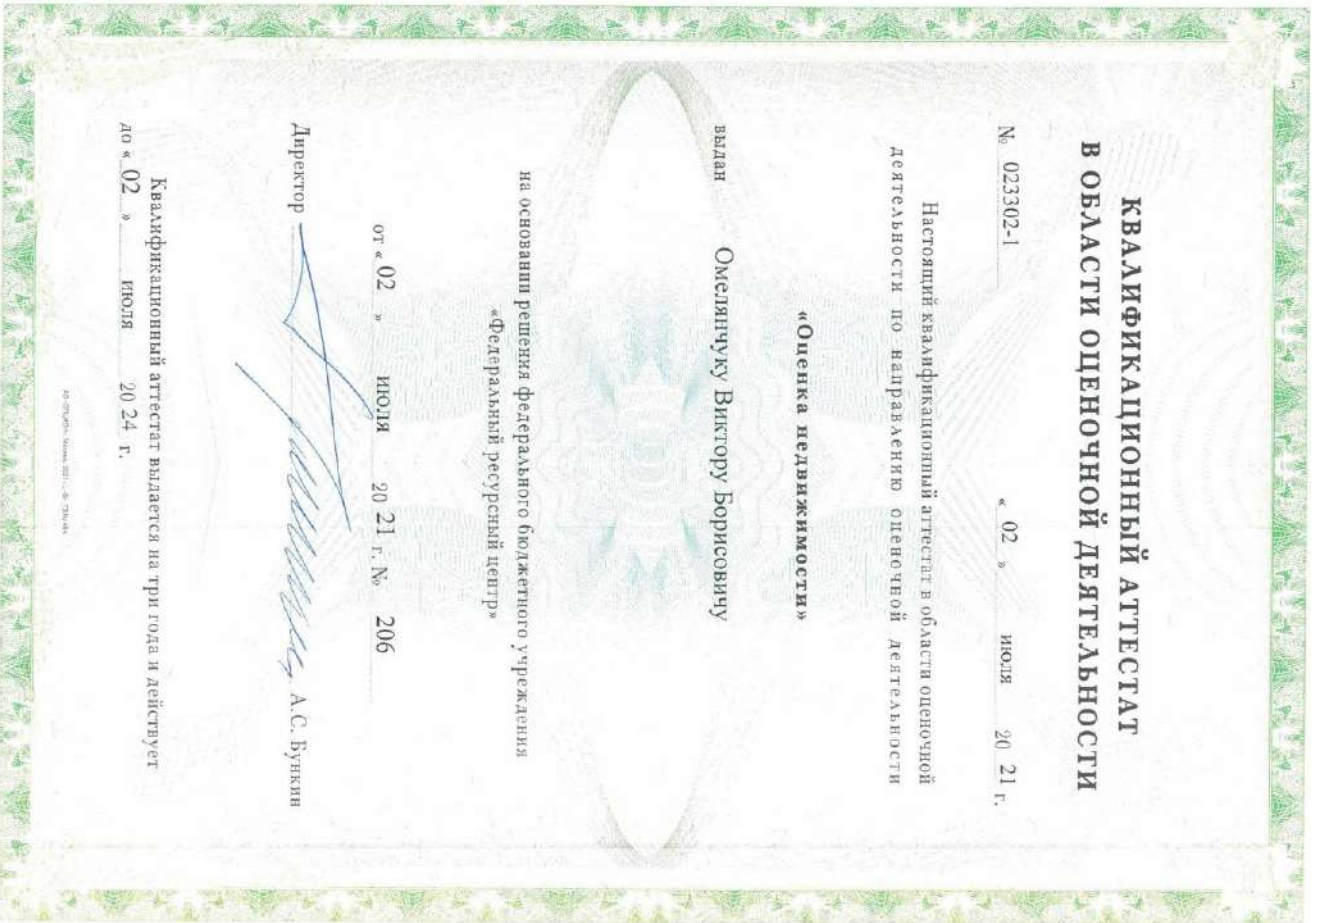 КВАЛИФИКАЦИОННЫЙ АТТЕСТАТ
В ОБЛАСТИ ОЦЕНОЧНОЙ ДЕЯТЕЛЬНОСТИ
№ 023302-1 « 02 » июля 20 21 г.
Настоящий квалификационный аттестат в области оценочной
деятельности по направлению оценочной деятельности
«Оценка недвижимости»
выдан Омелянчуку Виктору Борисовичу
на основании решения федерального бюджетного учреждения
«Федеральный ресурсный центр»
от « 02 » июля 20 21 г. № 206
Директор А.С. Бункин
Квалификационный аттестат выдается на три года и действует
до « 02 » июля 20 24 г.